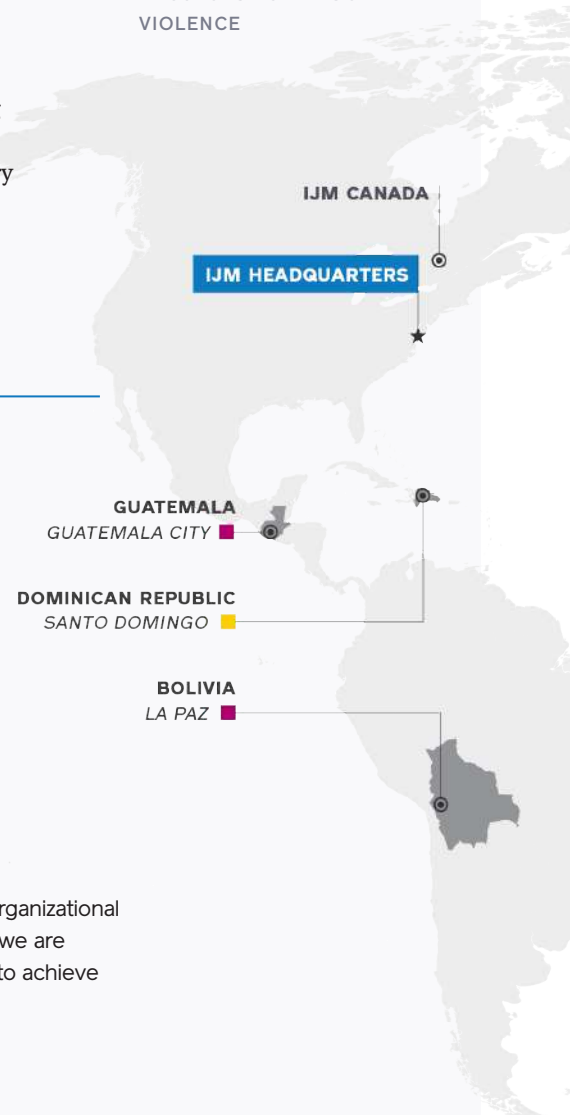 VIOLENCE
y
IJM CANADA
IJM HEADQUARTERS
GUATEMALA
GUATEMALA CITY
DOMINICAN REPUBLIC
SANTO DOMINGO
BOLIVIA
LA PAZ
rganizational
we are
to achieve